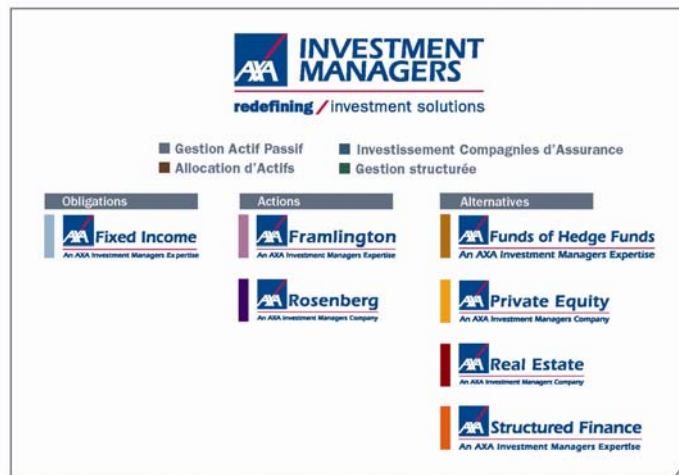 AXA INVESTMENT
MANAGERS
redefining / investment solutions
Gestion Actif Passif
Investissement Compagnies d'Assurance
Allocation d'Actifs
Gestion structurée
Obligations
AXA Fixed Income
An AXA Investment Managers Expertise
Actions
AXA Framlington
An AXA Investment Managers Expertise
AXA Rosenberg
An AXA Investment Managers Company
Alternatives
AXA Funds of Hedge Funds
An AXA Investment Managers Expertise
AXA Private Equity
An AXA Investment Managers Company
AXA Real Estate
An AXA Investment Managers Company
AXA Structured Finance
An AXA Investment Managers Expertise